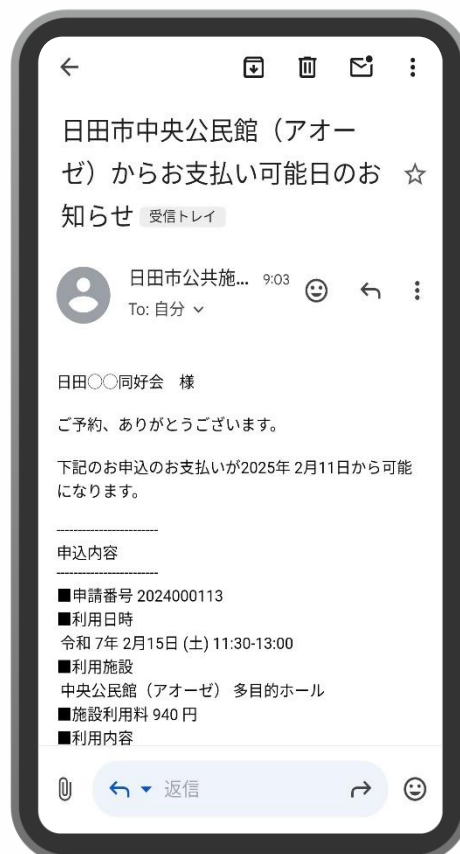 日田市中央公民館（アオー
ゼ）からお支払い可能日のお
知らせ 受信トレイ
日田市公共施... 9:03
To: 自分
日田○○同好会　様
ご予約、ありがとうございます。
下記のお申込のお支払いが2025年 2月11日から可能
になります。
------------------------
申込内容
------------------------
■申請番号 2024000113
■利用日時
令和 7年 2月15日 (土) 11:30-13:00
■利用施設
中央公民館（アオーゼ） 多目的ホール
■施設利用料 940 円
■利用内容
返信